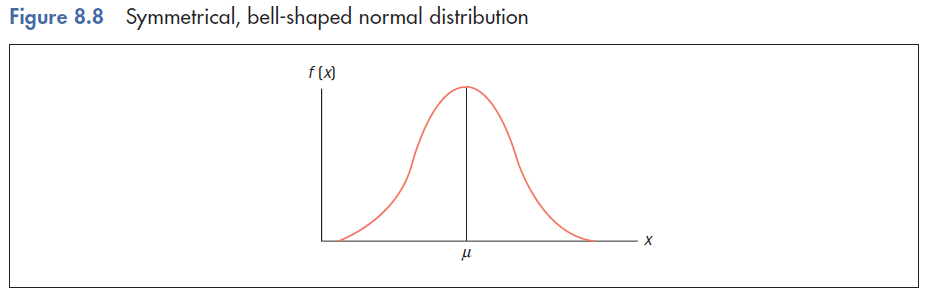 Figure 8.8 Symmetrical, bell-shaped normal distribution
f (x)
x
μ